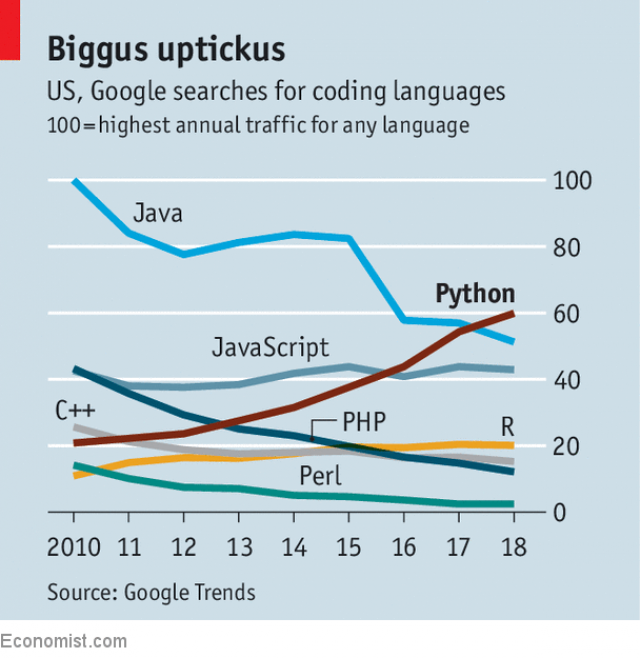 Biggus uptickus
US, Google searches for coding languages
100=highest annual traffic for any language
100
Java
80
Python
60
JavaScript
40
C++
PHP
R
20
Perl
0
2010 11 12 13 14 15 16 17 18
Source: Google Trends
Economist.com